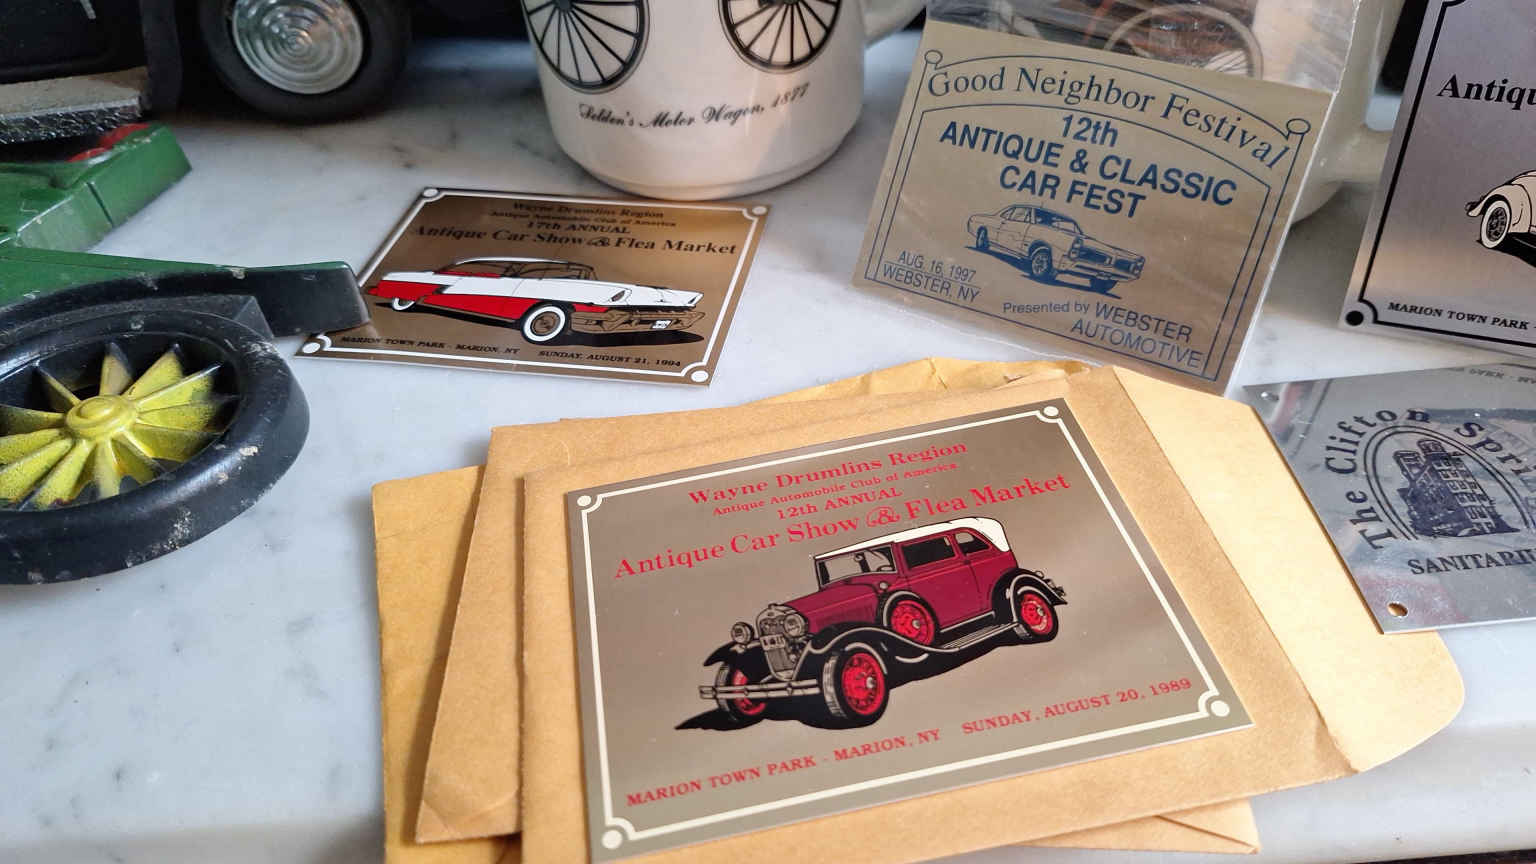 Selden's Motor Wagon, 1877
Wayne Drumlins Region
Antique Automobile Club of America
17th ANNUAL
Antique Car Show & Flea Market
MARION TOWN PARK - MARION, NY SUNDAY, AUGUST 21, 1994
Good Neighbor Festival
12th
ANTIQUE & CLASSIC
CAR FEST
AUG. 16, 1997
WEBSTER, NY
Presented by WEBSTER
AUTOMOTIVE
Antiqu
MARION TOWN PARK
The Clifton Spri
SANITARI
Wayne Drumlins Region
Antique Automobile Club of America
12th ANNUAL
Antique Car Show & Flea Market
MARION TOWN PARK - MARION, NY SUNDAY, AUGUST 20, 1989